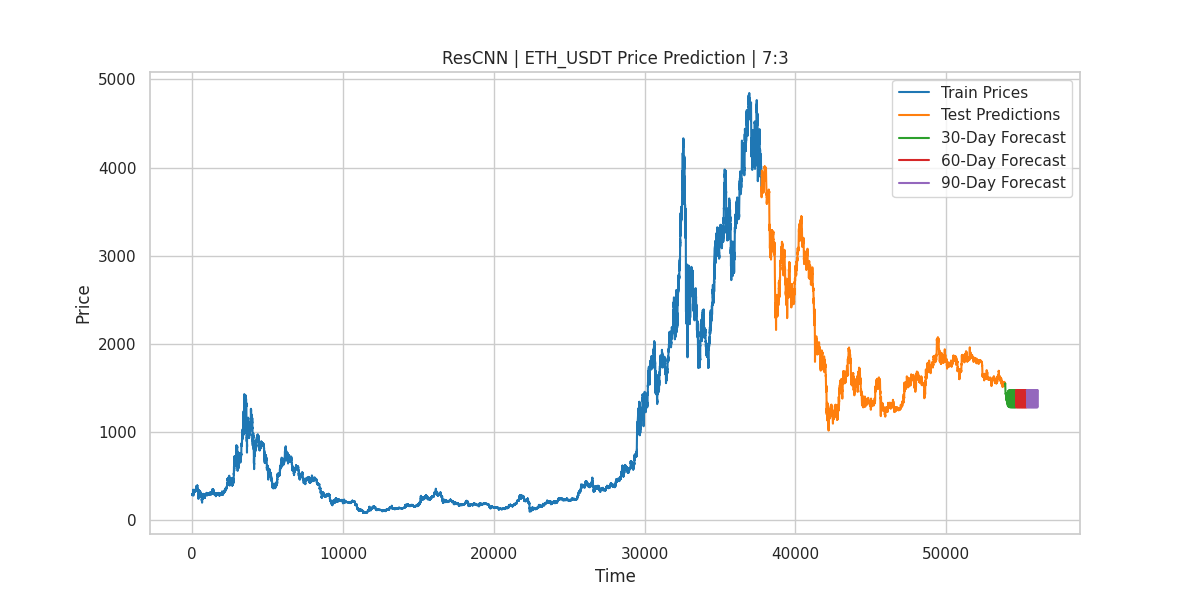 ResCNN | ETH_USDT Price Prediction | 7:3
Train Prices
Test Predictions
30-Day Forecast
60-Day Forecast
90-Day Forecast
5000
4000
3000
2000
1000
0
Price
0
10000
20000
30000
40000
50000
Time